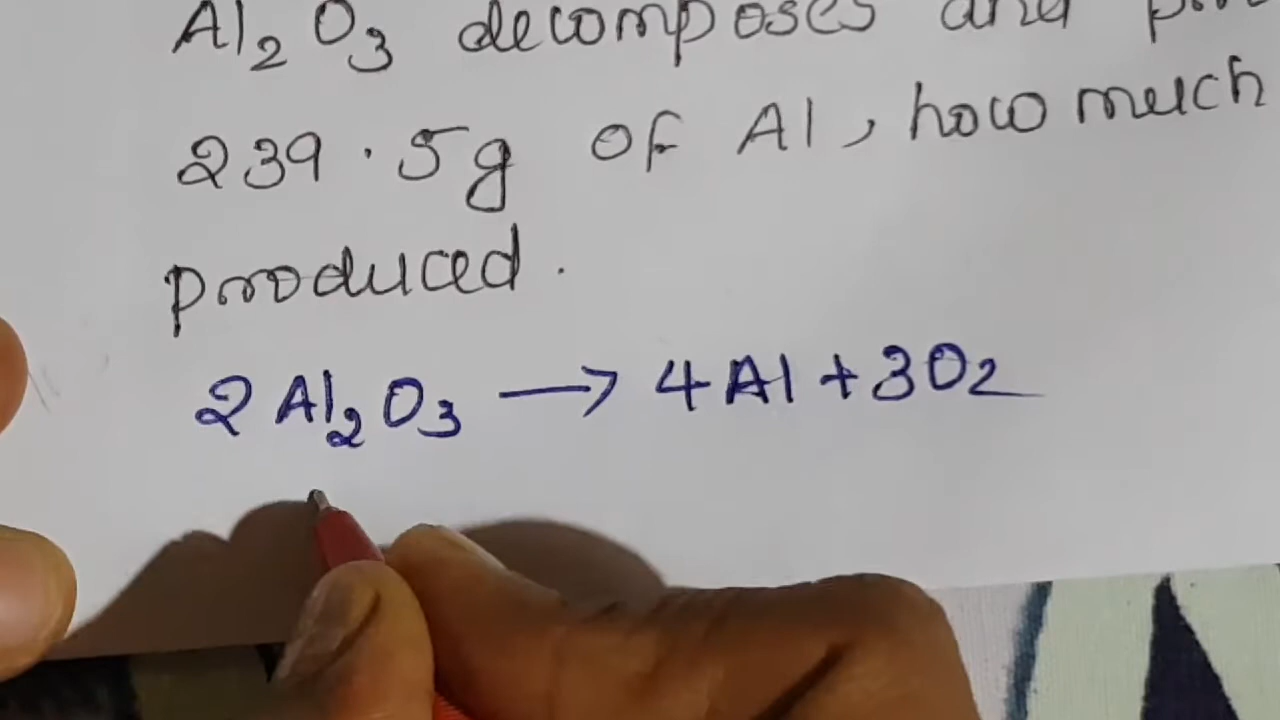 Al2O3 decomposes and
239.5g of Al, how much
produced.
2Al2O3 → 4Al + 3O2